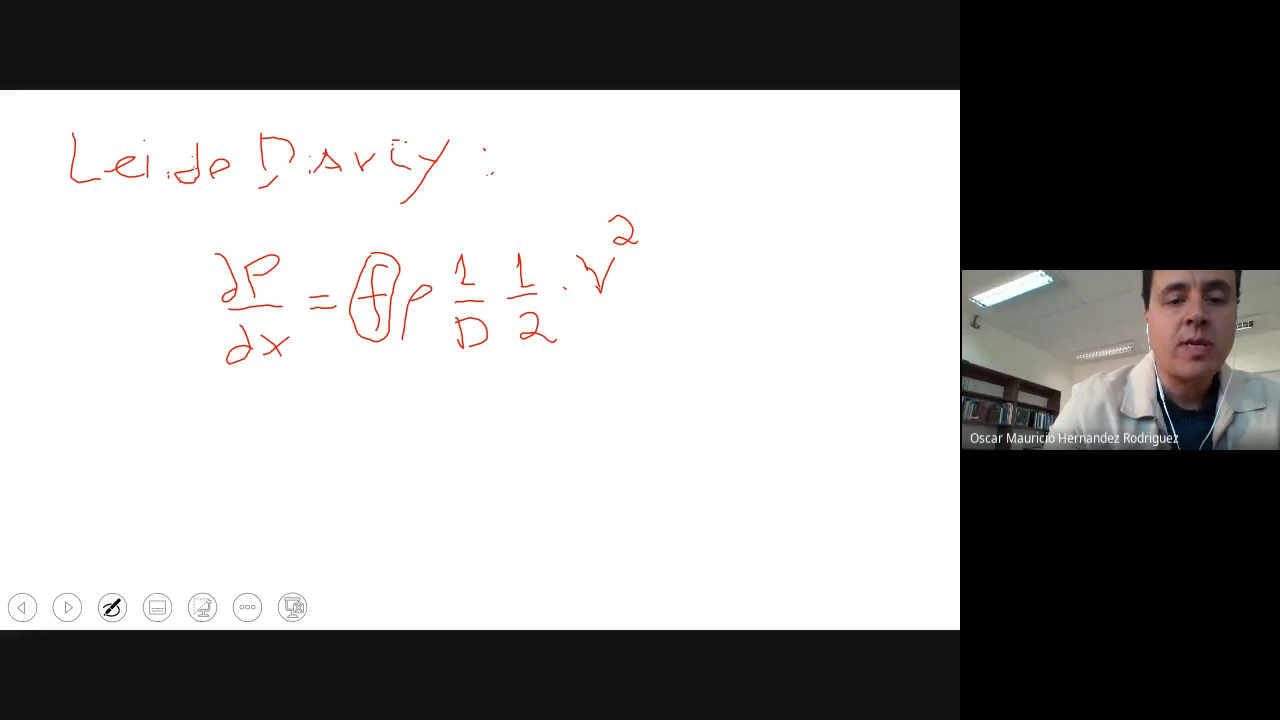 Lei de Darcy :
dP/dx = f ρ 1/D 1/2 · V²
Oscar Mauricio Hernandez Rodriguez